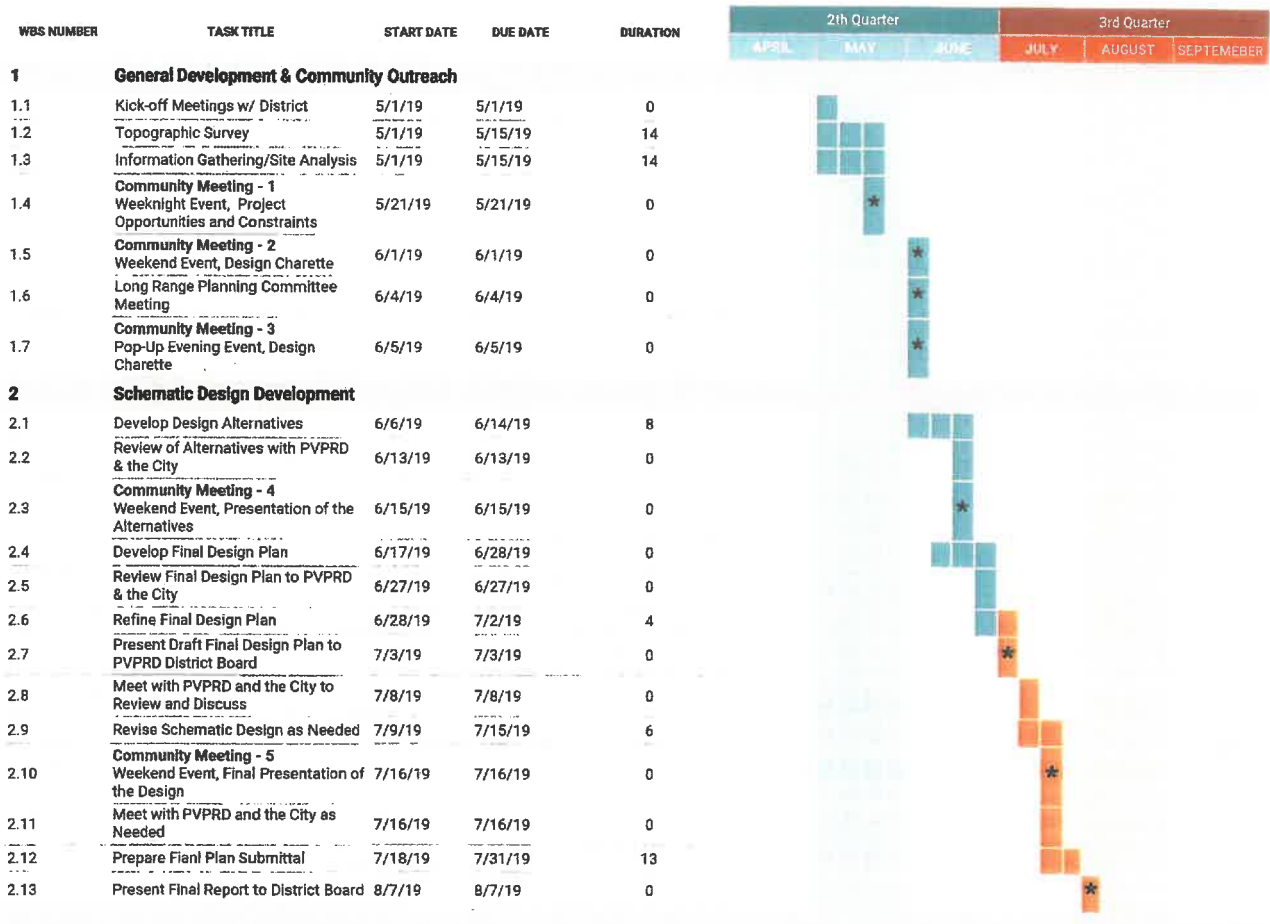 2th Quarter 3rd Quarter
WBS NUMBER TASK TITLE START DATE DUE DATE DURATION
APRIL MAY JUNE JULY AUGUST SEPTEMEBER
1 General Development & Community Outreach
1.1 Kick-off Meetings w/ District 5/1/19 5/1/19 0
1.2 Topographic Survey 5/1/19 5/15/19 14
1.3 Information Gathering/Site Analysis 5/1/19 5/15/19 14
Community Meeting - 1
1.4 Weeknight Event, Project 5/21/19 5/21/19 0 *
Opportunities and Constraints
Community Meeting - 2
1.5 Weekend Event, Design Charette 6/1/19 6/1/19 0 *
Long Range Planning Committee
1.6 Meeting 6/4/19 6/4/19 0 *
Community Meeting - 3
1.7 Pop-Up Evening Event, Design 6/5/19 6/5/19 0 *
Charette
2 Schematic Design Development
2.1 Develop Design Alternatives 6/6/19 6/14/19 8
Review of Alternatives with PVPRD
2.2 & the City 6/13/19 6/13/19 0
Community Meeting - 4
2.3 Weekend Event, Presentation of the 6/15/19 6/15/19 0 *
Alternatives
2.4 Develop Final Design Plan 6/17/19 6/28/19 0
Review Final Design Plan to PVPRD
2.5 & the City 6/27/19 6/27/19 0
2.6 Refine Final Design Plan 6/28/19 7/2/19 4
Present Draft Final Design Plan to
2.7 PVPRD District Board 7/3/19 7/3/19 0 *
Meet with PVPRD and the City to
2.8 Review and Discuss 7/8/19 7/8/19 0
2.9 Revise Schematic Design as Needed 7/9/19 7/15/19 6
Community Meeting - 5
2.10 Weekend Event, Final Presentation of 7/16/19 7/16/19 0 *
the Design
Meet with PVPRD and the City as
2.11 Needed 7/16/19 7/16/19 0
2.12 Prepare Fianl Plan Submittal 7/18/19 7/31/19 13
2.13 Present Final Report to District Board 8/7/19 8/7/19 0 *